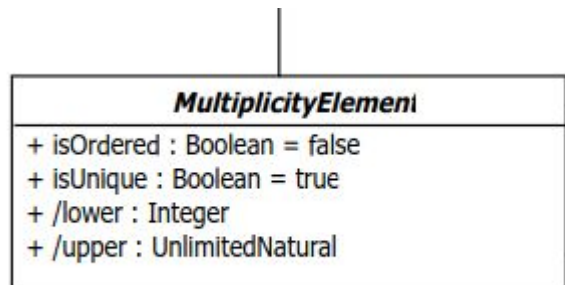 MultiplicityElement
+ isOrdered : Boolean = false
+ isUnique : Boolean = true
+ /lower : Integer
+ /upper : UnlimitedNatural